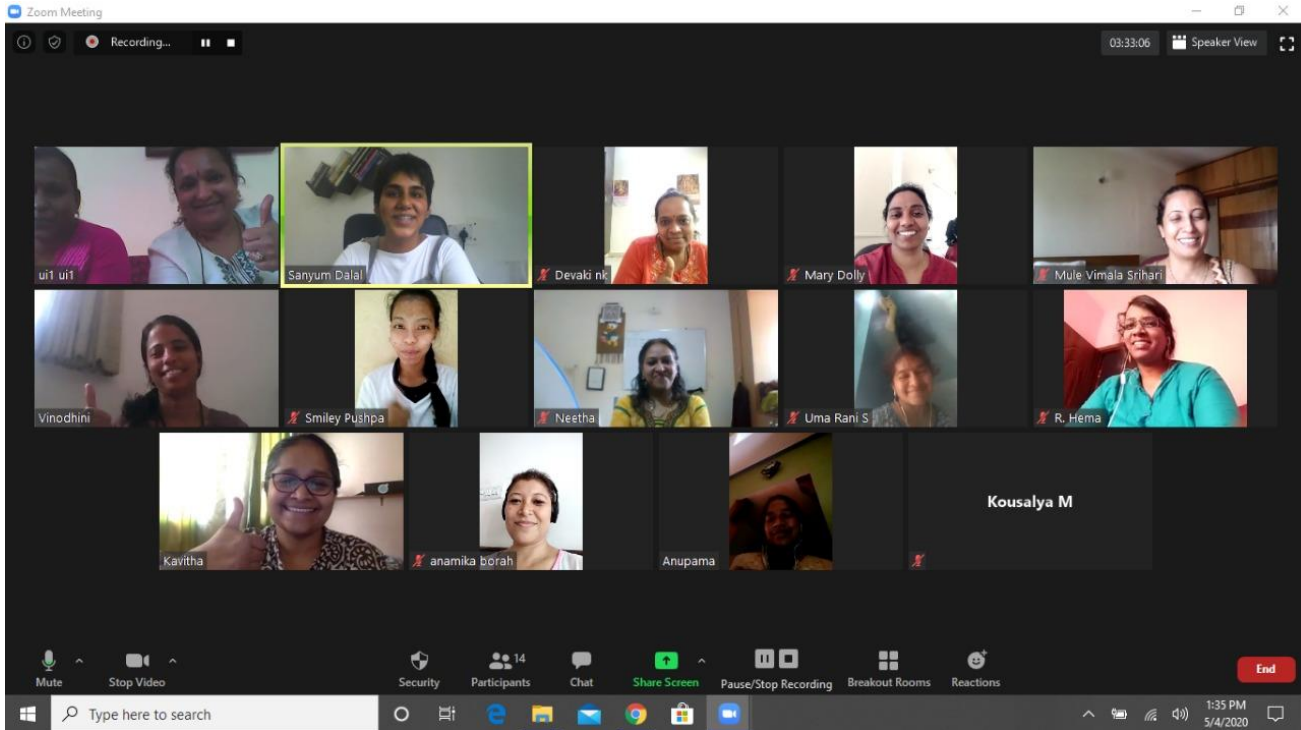 Zoom Meeting
Recording...
03:33:06
Speaker View
ui1 ui1
Sanyum Dalal
Devaki nk
Mary Dolly
Mule Vimala Srihari
Vinodhini
Smiley Pushpa
Neetha
Uma Rani S
R. Hema
Kavitha
anamika borah
Anupama
Kousalya M
Mute
Stop Video
Security
Participants
14
Chat
Share Screen
Pause/Stop Recording
Breakout Rooms
Reactions
End
Type here to search
1:35 PM
5/4/2020